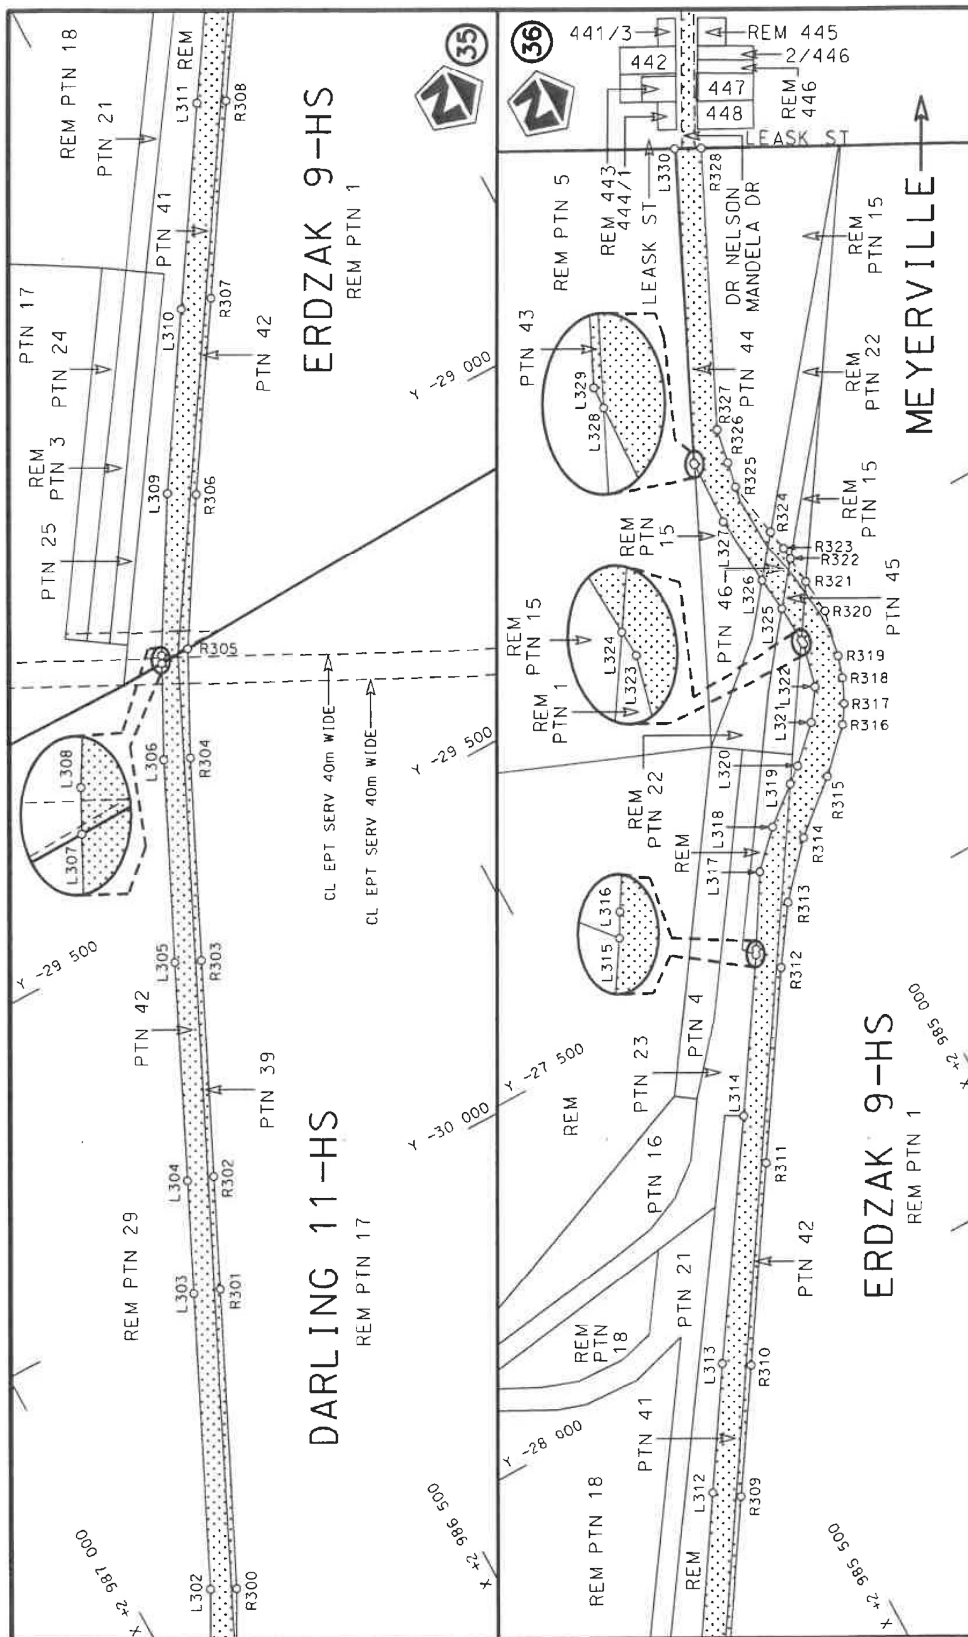 35
L302
R300
L303
R301
L304
R302
L305
R303
L306
R304
R305
L307
L308
L309
R306
L310
R307
L311
R308
REM
REM PTN 18
PTN 21
PTN 41
PTN 17
PTN 24
REM
PTN 3
PTN 25
PTN 42
ERDZAK 9-HS
REM PTN 1
CL EPT SERV 40m WIDE
CL EPT SERV 40m WIDE
PTN 42
PTN 39
REM PTN 29
DARLING 11-HS
REM PTN 17
Y -29 000
Y -29 500
X +2 987 000
X +2 986 500
Y -30 000
Y -29 500
36
441/3
442
REM 443
444/1
REM 445
2/446
REM
446
447
448
LEASK ST
LEASK ST
L330
R328
DR NELSON
MANDELA DR
MEYERVILLE
REM PTN 5
PTN 43
L329
L328
PTN 44
REM
PTN 15
REM
PTN 22
REM
PTN 15
R327
R326
R325
R324
R323
R322
R321
R320
R319
R318
R317
R316
R315
R314
R313
R312
R311
R310
R309
PTN 45
PTN 46
L327
L326
L325
REM
PTN
15
REM
PTN 15
REM
PTN 1
L324
L323
L322
L321
L320
L319
L318
L317
L316
L315
L314
L313
L312
REM
PTN 22
REM
PTN 4
PTN 23
REM
PTN 16
PTN 21
REM
PTN
18
PTN 41
REM PTN 18
REM
PTN 42
ERDZAK 9-HS
REM PTN 1
Y -27 500
Y -28 000
X +2 985 000
X +2 985 500